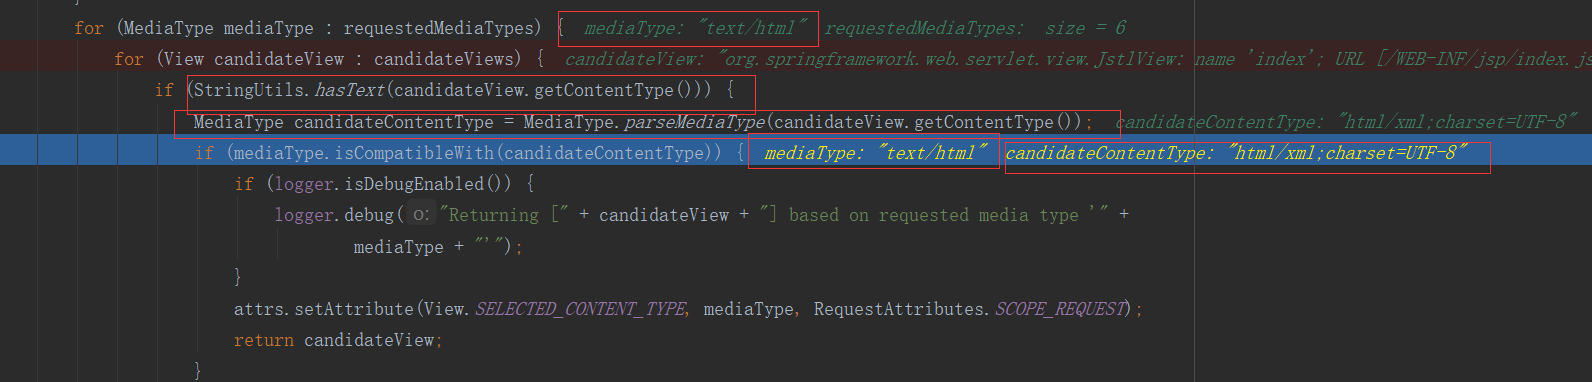 }
for (MediaType mediaType : requestedMediaTypes) { mediaType: "text/html" requestedMediaTypes: size = 6
for (View candidateView : candidateViews) { candidateView: "org.springframework.web.servlet.view.JstlView: name 'index'; URL [/WEB-INF/jsp/index.js
if (StringUtils.hasText(candidateView.getContentType())) {
MediaType candidateContentType = MediaType.parseMediaType(candidateView.getContentType()); candidateContentType: "html/xml;charset=UTF-8"
if (mediaType.isCompatibleWith(candidateContentType)) { mediaType: "text/html" candidateContentType: "html/xml;charset=UTF-8"
if (logger.isDebugEnabled()) {
logger.debug( o: "Returning [" + candidateView + "] based on requested media type '" +
mediaType + "'");
}
attrs.setAttribute(View.SELECTED_CONTENT_TYPE, mediaType, RequestAttributes.SCOPE_REQUEST);
return candidateView;
}